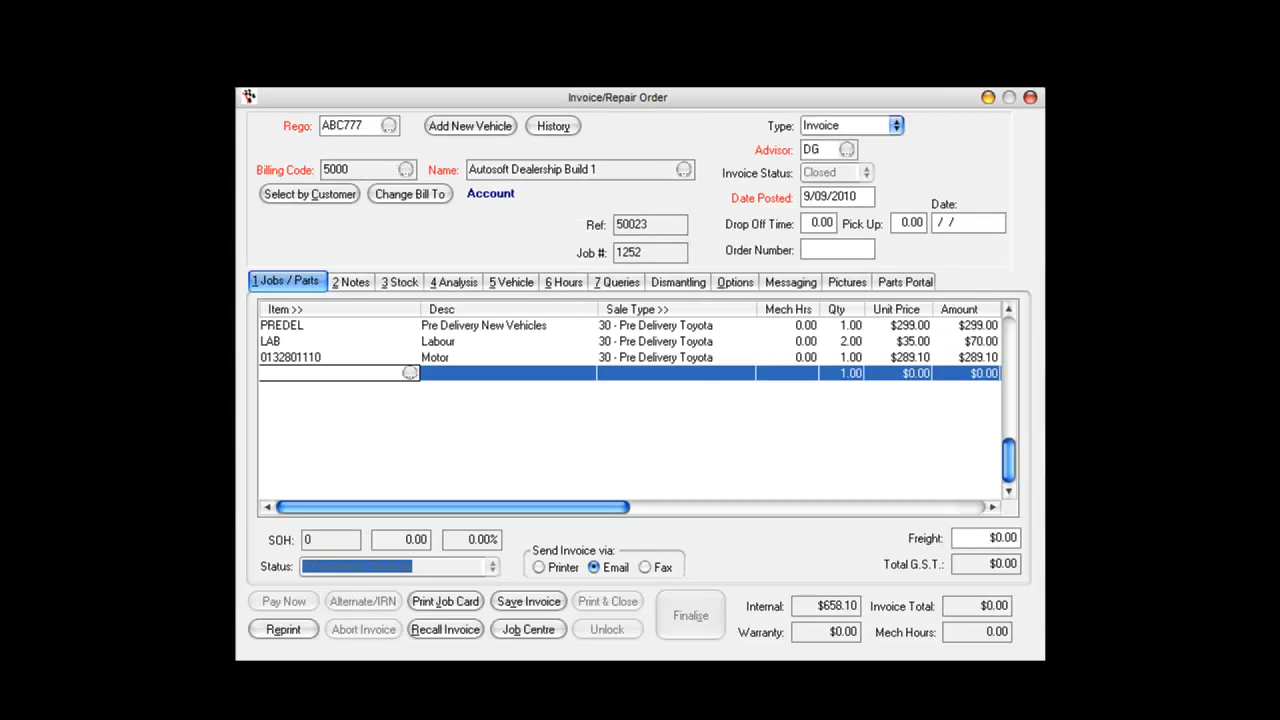 Invoice/Repair Order
Rego: ABC777 Add New Vehicle History Type: Invoice
Advisor: DG
Billing Code: 5000 Name: Autosoft Dealership Build 1 Invoice Status: Closed
Select by Customer Change Bill To Account Date Posted: 9/09/2010
Date:
Ref: 50023 Drop Off Time: 0.00 Pick Up: 0.00 / /
Job #: 1252 Order Number:
1 Jobs / Parts 2 Notes 3 Stock 4 Analysis 5 Vehicle 6 Hours 7 Queries Dismantling Options Messaging Pictures Parts Portal
Item >> Desc Sale Type >> Mech Hrs Qty Unit Price Amount
PREDEL Pre Delivery New Vehicles 30 - Pre Delivery Toyota 0.00 1.00 $299.00 $299.00
LAB Labour 30 - Pre Delivery Toyota 0.00 2.00 $35.00 $70.00
0132801110 Motor 30 - Pre Delivery Toyota 0.00 1.00 $289.10 $289.10
1.00 $0.00 $0.00
SOH: 0 0.00 0.00% Freight: $0.00
Send Invoice via:
Status: Printer Email Fax Total G.S.T.: $0.00
Pay Now Alternate/IRN Print Job Card Save Invoice Print & Close Finalise Internal: $658.10 Invoice Total: $0.00
Reprint Abort Invoice Recall Invoice Job Centre Unlock Warranty: $0.00 Mech Hours: 0.00